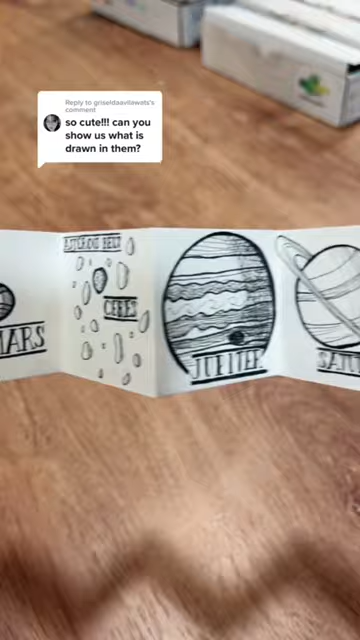 Reply to griseldaavilawats's
comment
so cute!!! can you
show us what is
drawn in them?
ASTEROID BELT
CERES
MARS
JUPITER
SATU